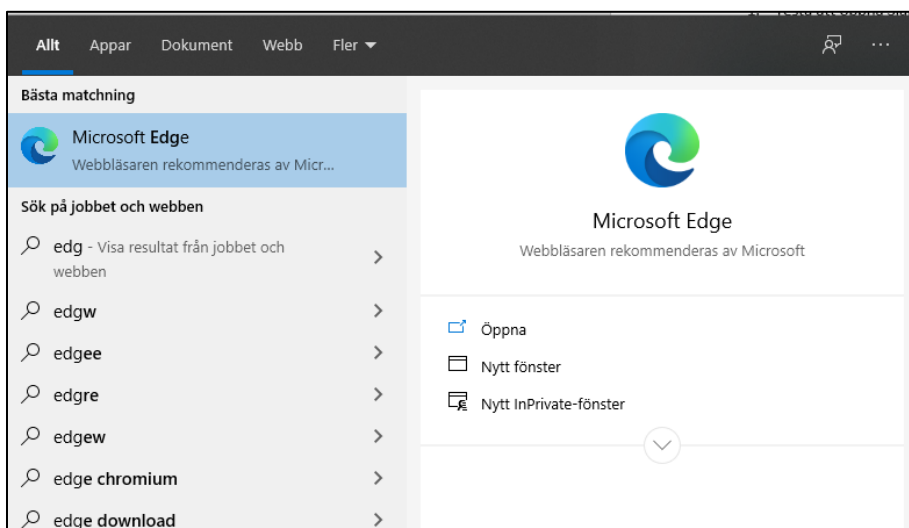 Allt Appar Dokument Webb Fler
Bästa matchning
Microsoft Edge
Webbläsaren rekommenderas av Micr...
Sök på jobbet och webben
edg - Visa resultat från jobbet och
webben
edgw
edgee
edgre
edgew
edge chromium
edge download
Microsoft Edge
Webbläsaren rekommenderas av Microsoft
Öppna
Nytt fönster
Nytt InPrivate-fönster